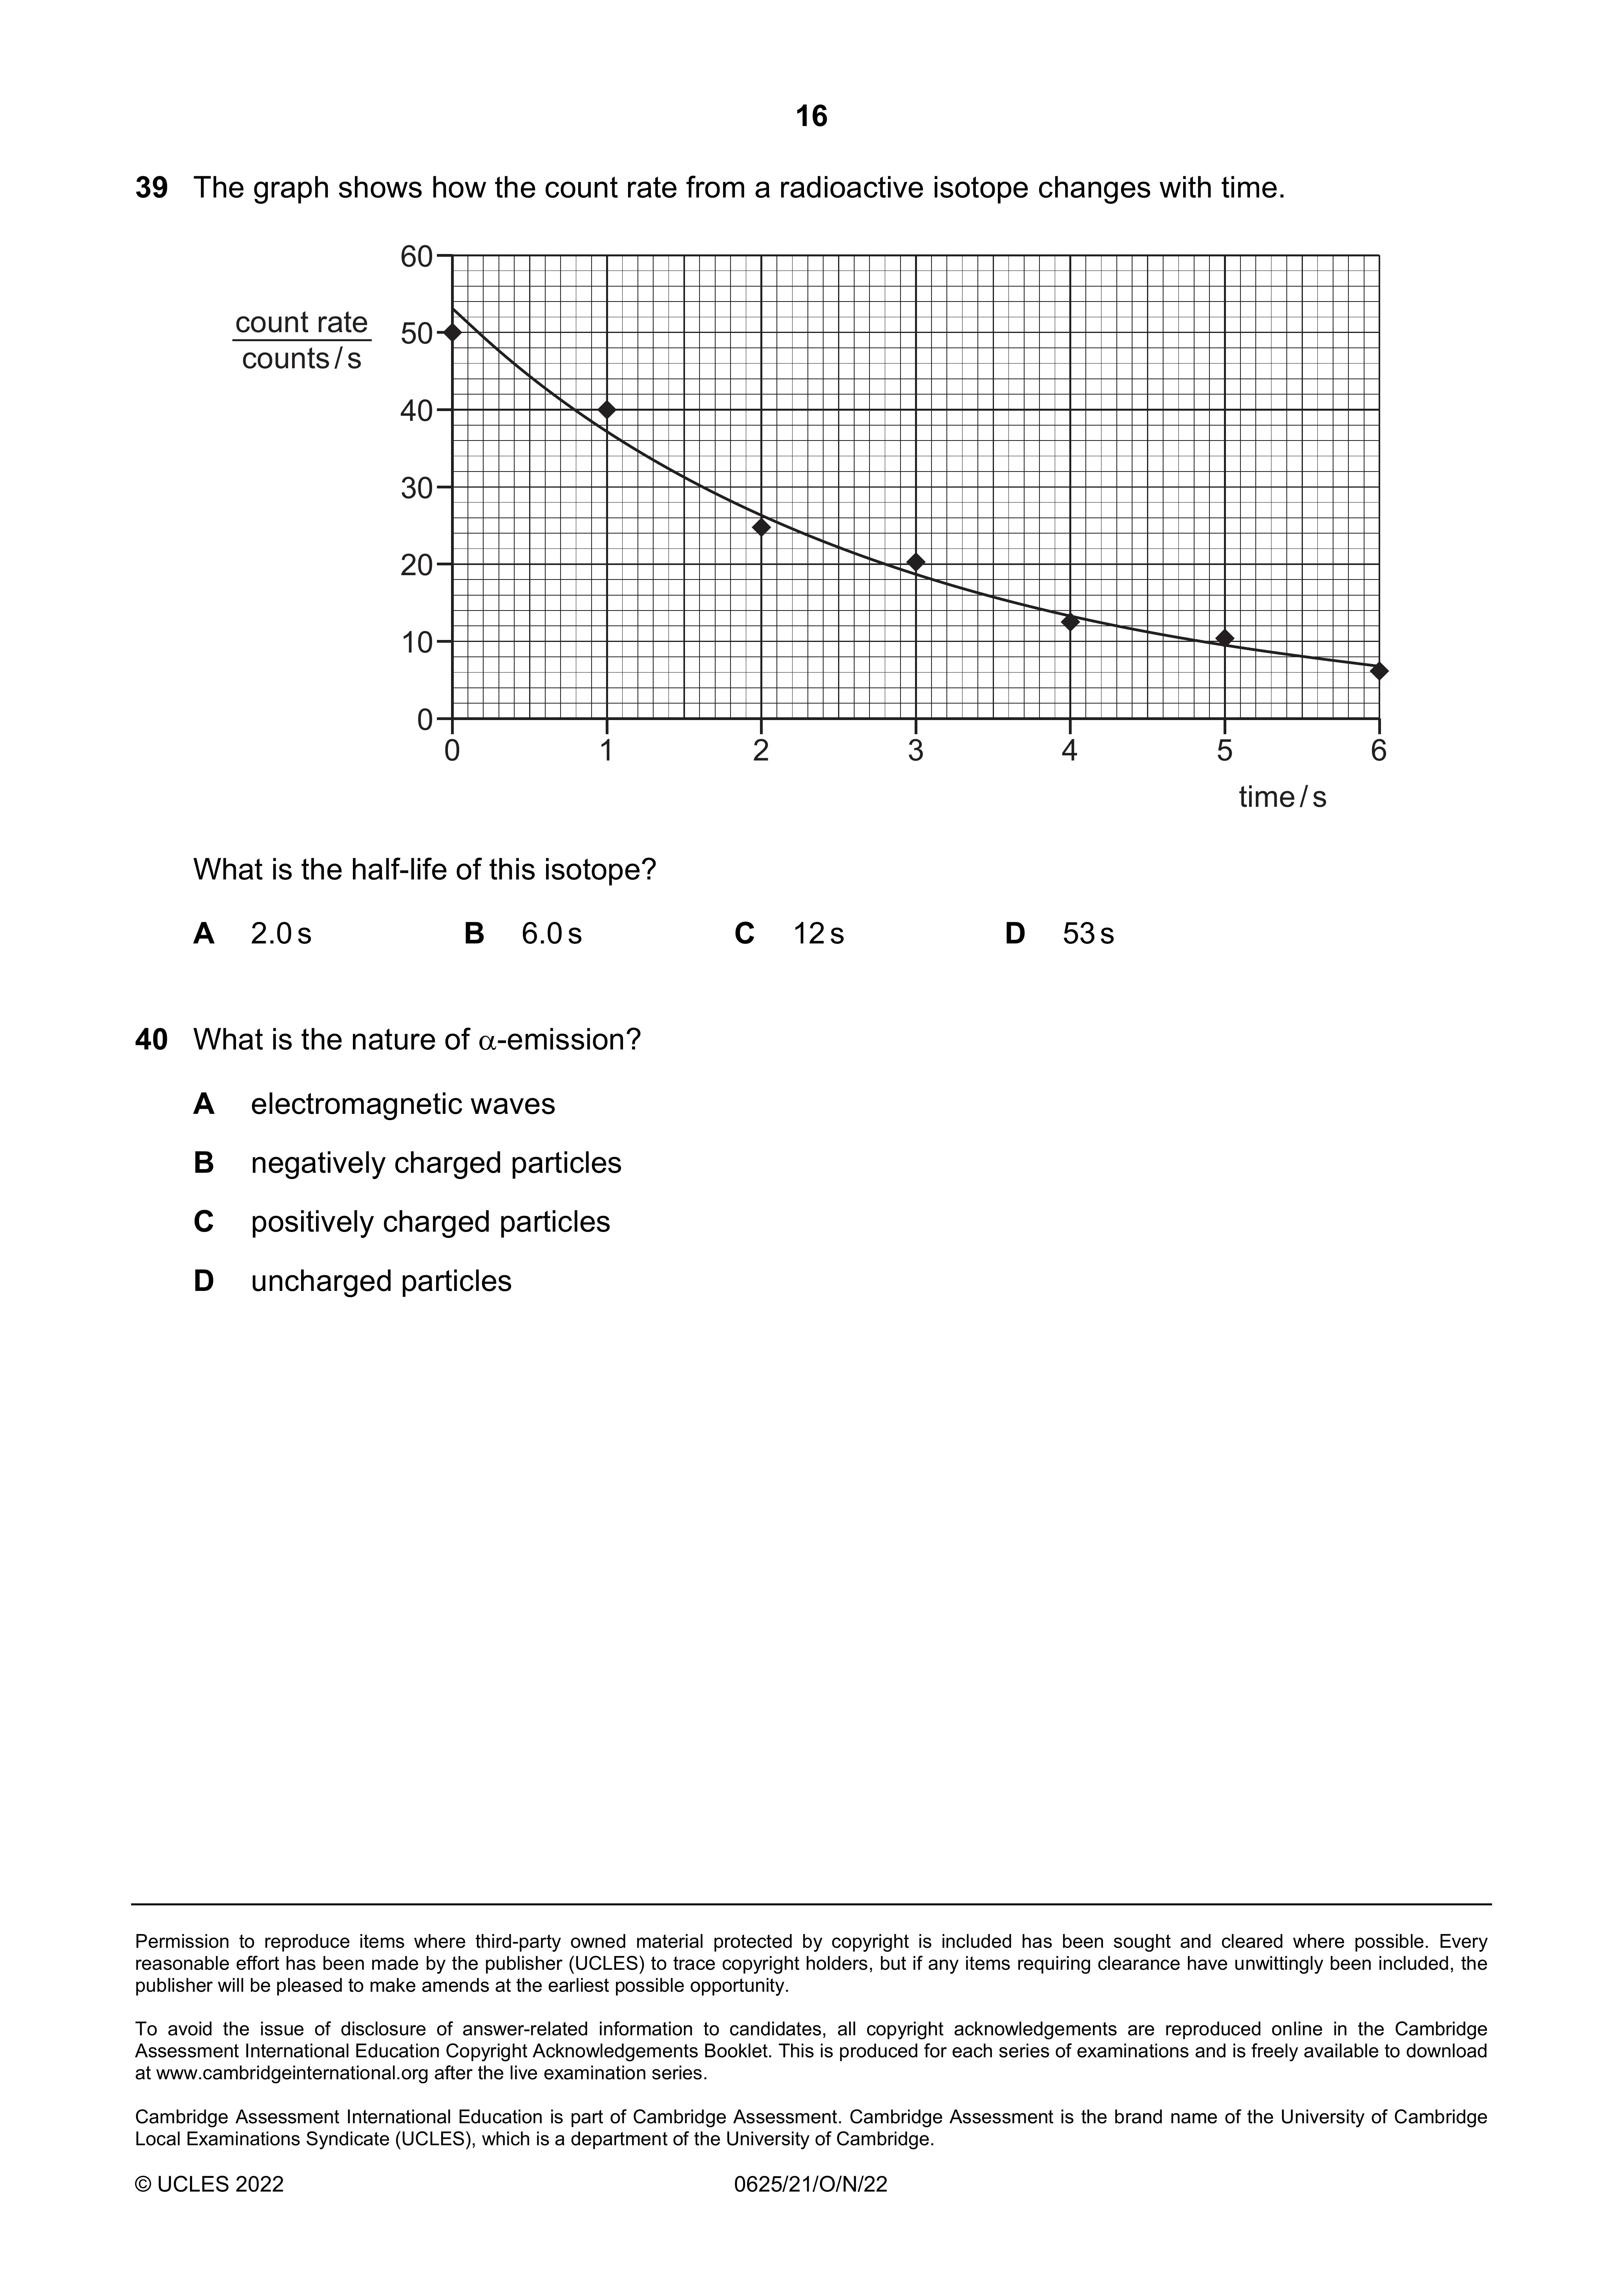 16
39 The graph shows how the count rate from a radioactive isotope changes with time.
60
count rate
counts / s
50
40
30
20
10
0
0 1 2 3 4 5 6
time / s
What is the half-life of this isotope?
A 2.0 s B 6.0 s C 12 s D 53 s
40 What is the nature of α-emission?
A electromagnetic waves
B negatively charged particles
C positively charged particles
D uncharged particles
Permission to reproduce items where third-party owned material protected by copyright is included has been sought and cleared where possible. Every
reasonable effort has been made by the publisher (UCLES) to trace copyright holders, but if any items requiring clearance have unwittingly been included, the
publisher will be pleased to make amends at the earliest possible opportunity.
To avoid the issue of disclosure of answer-related information to candidates, all copyright acknowledgements are reproduced online in the Cambridge
Assessment International Education Copyright Acknowledgements Booklet. This is produced for each series of examinations and is freely available to download
at www.cambridgeinternational.org after the live examination series.
Cambridge Assessment International Education is part of Cambridge Assessment. Cambridge Assessment is the brand name of the University of Cambridge
Local Examinations Syndicate (UCLES), which is a department of the University of Cambridge.
© UCLES 2022 0625/21/O/N/22